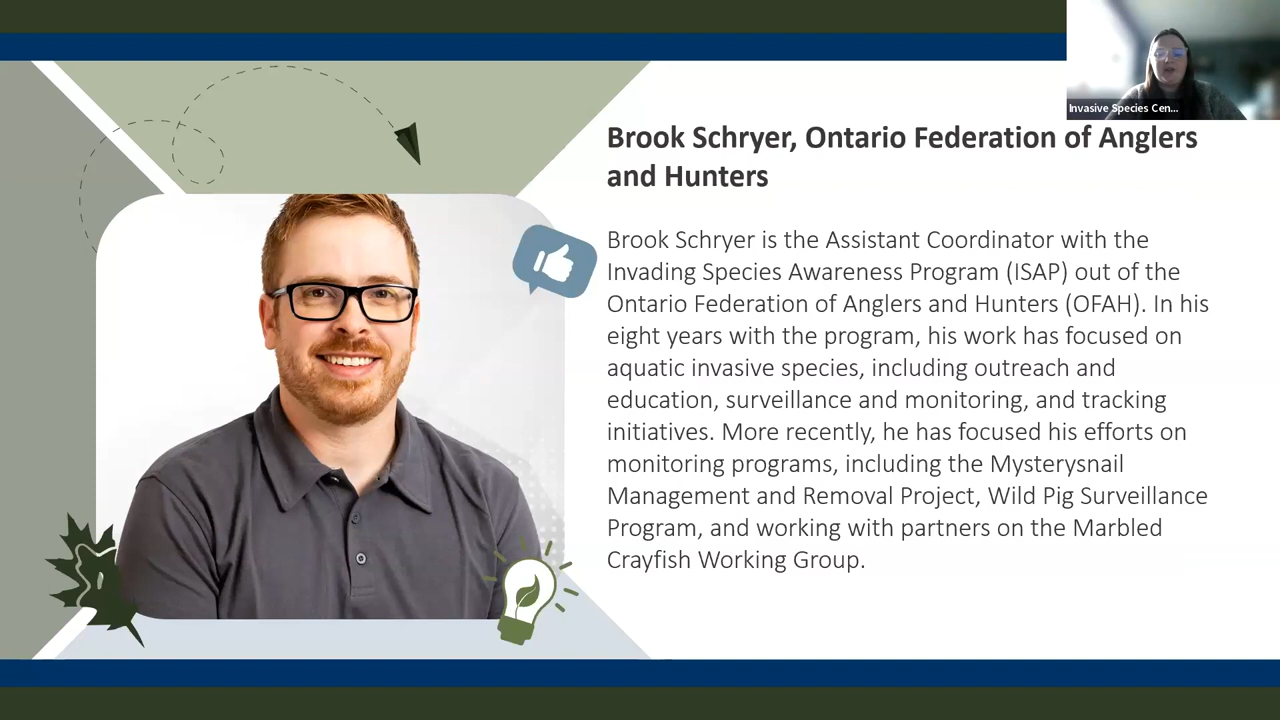 Invasive Species Cen...
Brook Schryer, Ontario Federation of Anglers
and Hunters
Brook Schryer is the Assistant Coordinator with the
Invading Species Awareness Program (ISAP) out of the
Ontario Federation of Anglers and Hunters (OFAH). In his
eight years with the program, his work has focused on
aquatic invasive species, including outreach and
education, surveillance and monitoring, and tracking
initiatives. More recently, he has focused his efforts on
monitoring programs, including the Mysterysnail
Management and Removal Project, Wild Pig Surveillance
Program, and working with partners on the Marbled
Crayfish Working Group.